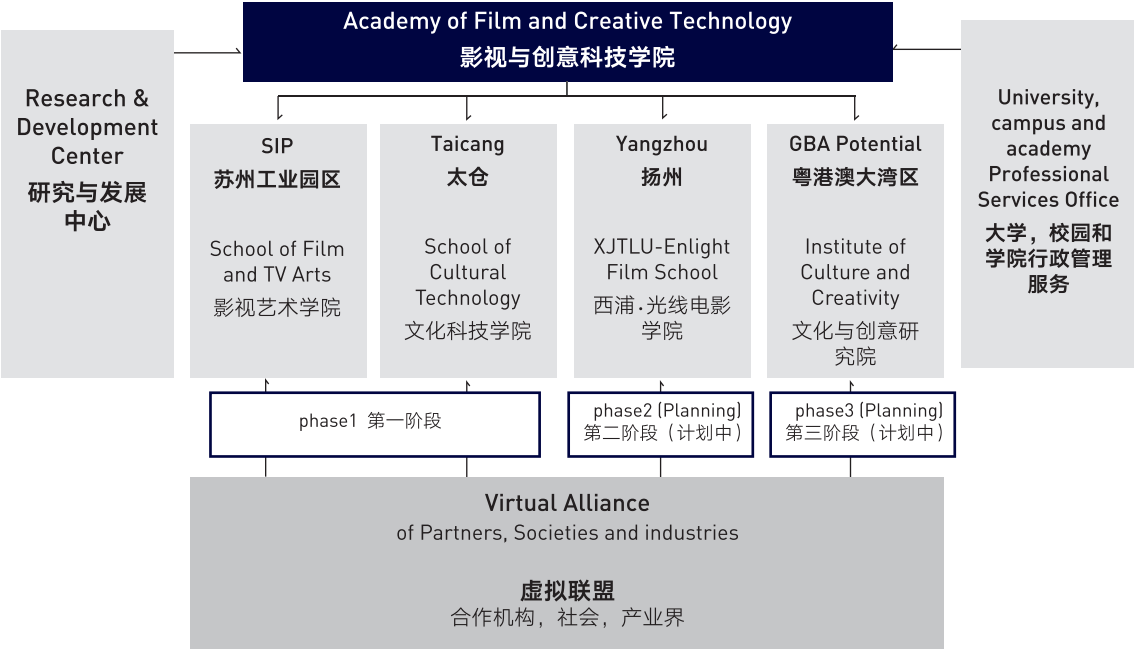 Academy of Film and Creative Technology
影视与创意科技学院
Research &
Development
Center
研究与发展
中心
SIP
苏州工业园区
School of Film
and TV Arts
影视艺术学院
Taicang
太仓
School of
Cultural
Technology
文化科技学院
Yangzhou
扬州
XJTLU-Enlight
Film School
西浦·光线电影
学院
GBA Potential
粤港澳大湾区
Institute of
Culture and
Creativity
文化与创意研
究院
University,
campus and
academy
Professional
Services Office
大学，校园和
学院行政管理
服务
phase1 第一阶段
phase2 (Planning)
第二阶段（计划中）
phase3 (Planning)
第三阶段（计划中）
Virtual Alliance
of Partners, Societies and industries
虚拟联盟
合作机构，社会，产业界